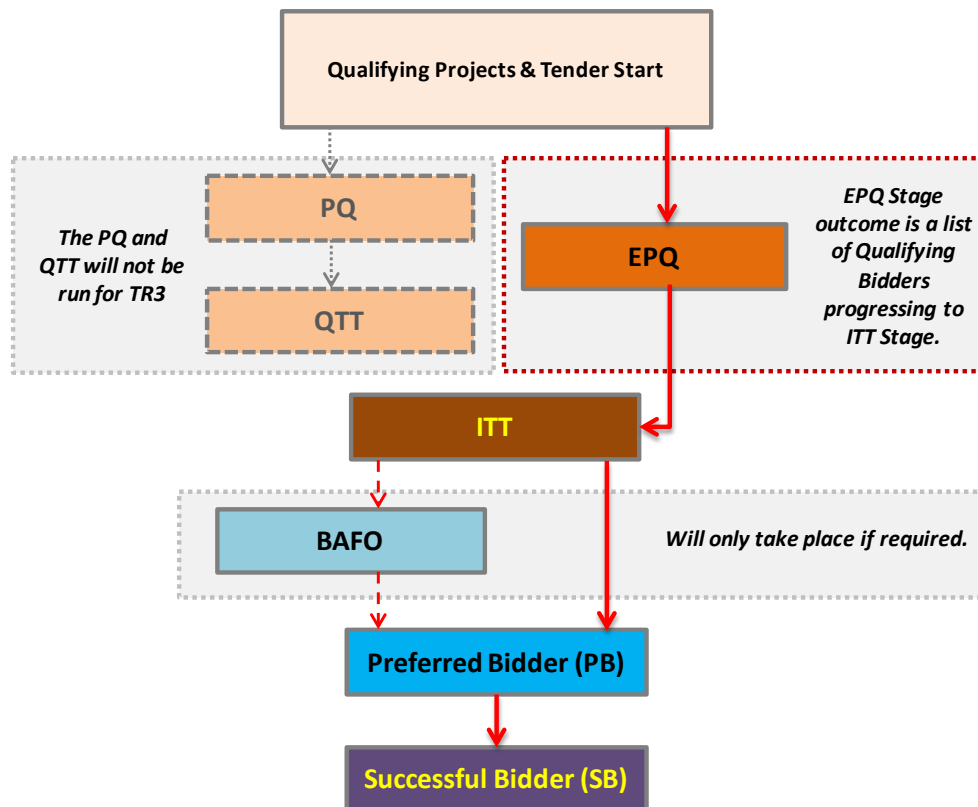 Qualifying Projects & Tender Start
The PQ and
QTT will not be
run for TR3
PQ
QTT
EPQ
EPQ Stage
outcome is a list
of Qualifying
Bidders
progressing to
ITT Stage.
ITT
BAFO
Will only take place if required.
Preferred Bidder (PB)
Successful Bidder (SB)